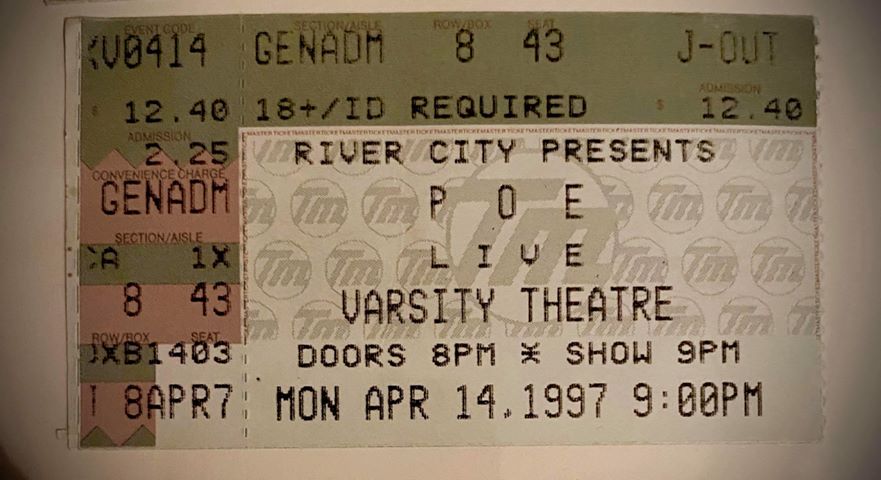 EVENT CODE SECTION/AISLE ROW/BOX SEAT
XV0414 GENADM 8 43 J-OUT
$ 12.40 18+/ID REQUIRED $ ADMISSION 12.40
ADMISSION
2.25 RIVER CITY PRESENTS
CONVENIENCE CHARGE
GENADM P O E
SECTION/AISLE
CA 1X L I V E
8 43 VARSITY THEATRE
ROW/BOX SEAT
XB1403 DOORS 8PM * SHOW 9PM
8APR7 MON APR 14,1997 9:00PM